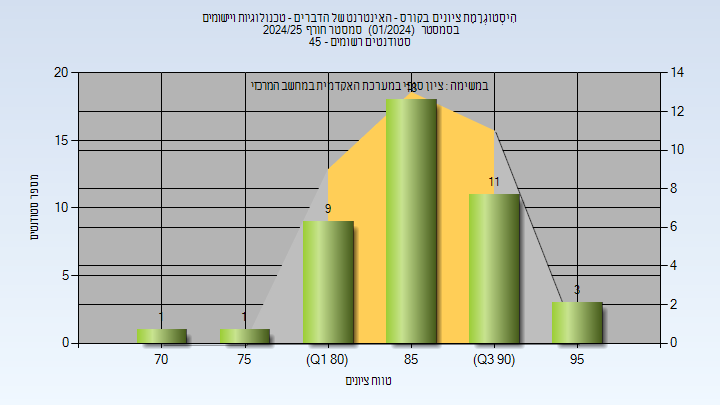 היסטוגרמת ציונים בקורס - האינטרנט של הדברים - טכנולוגיות ויישומים
בסמסטר (01/2024) סמסטר חורף 2024/25
סטודנטים רשומים - 45
במשימה : ציון סופי במערכת האקדמית במחשב המרכזי
מספר סטודנטים
20
15
10
5
0
14
12
10
8
6
4
2
0
1
1
9
18
11
3
70
75
(Q1 80)
85
(Q3 90)
95
טווח ציונים